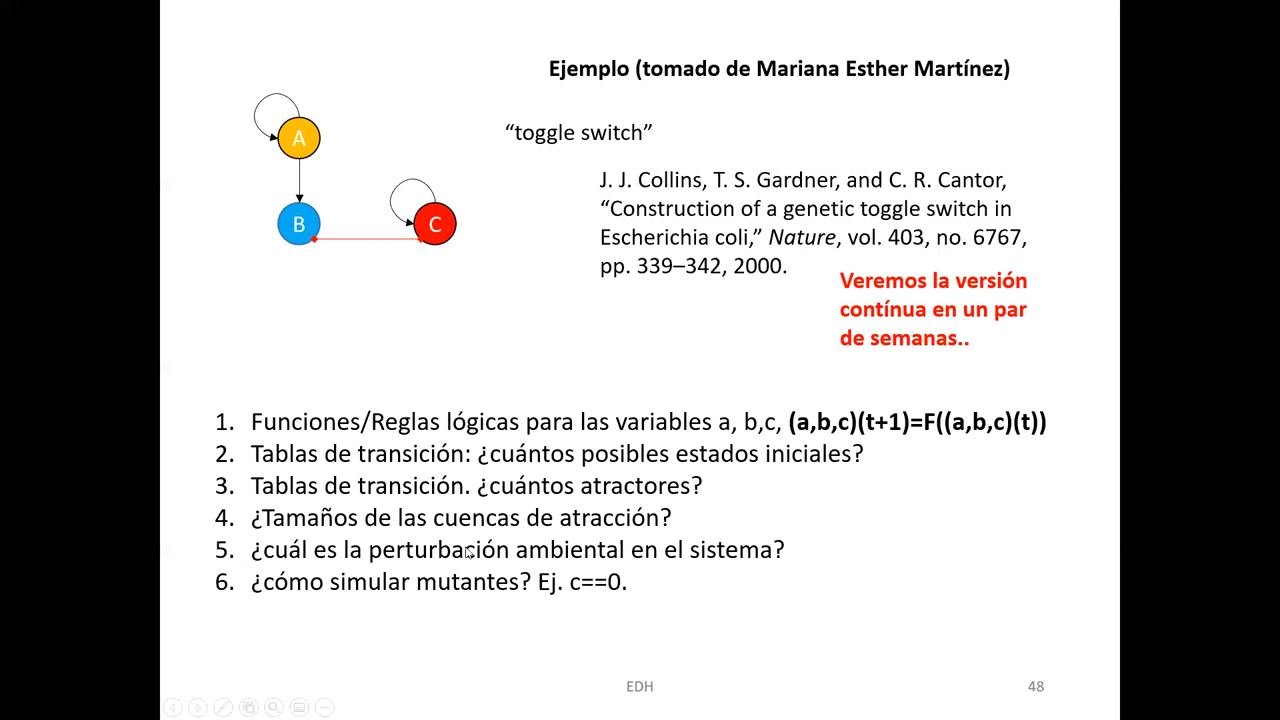 Ejemplo (tomado de Mariana Esther Martínez)
A
“toggle switch”
J. J. Collins, T. S. Gardner, and C. R. Cantor,
“Construction of a genetic toggle switch in
Escherichia coli,” Nature, vol. 403, no. 6767,
pp. 339–342, 2000.
B
C
Veremos la versión
contínua en un par
de semanas..
1. Funciones/Reglas lógicas para las variables a, b,c, (a,b,c)(t+1)=F((a,b,c)(t))
2. Tablas de transición: ¿cuántos posibles estados iniciales?
3. Tablas de transición. ¿cuántos atractores?
4. ¿Tamaños de las cuencas de atracción?
5. ¿cuál es la perturbación ambiental en el sistema?
6. ¿cómo simular mutantes? Ej. c==0.
EDH
48